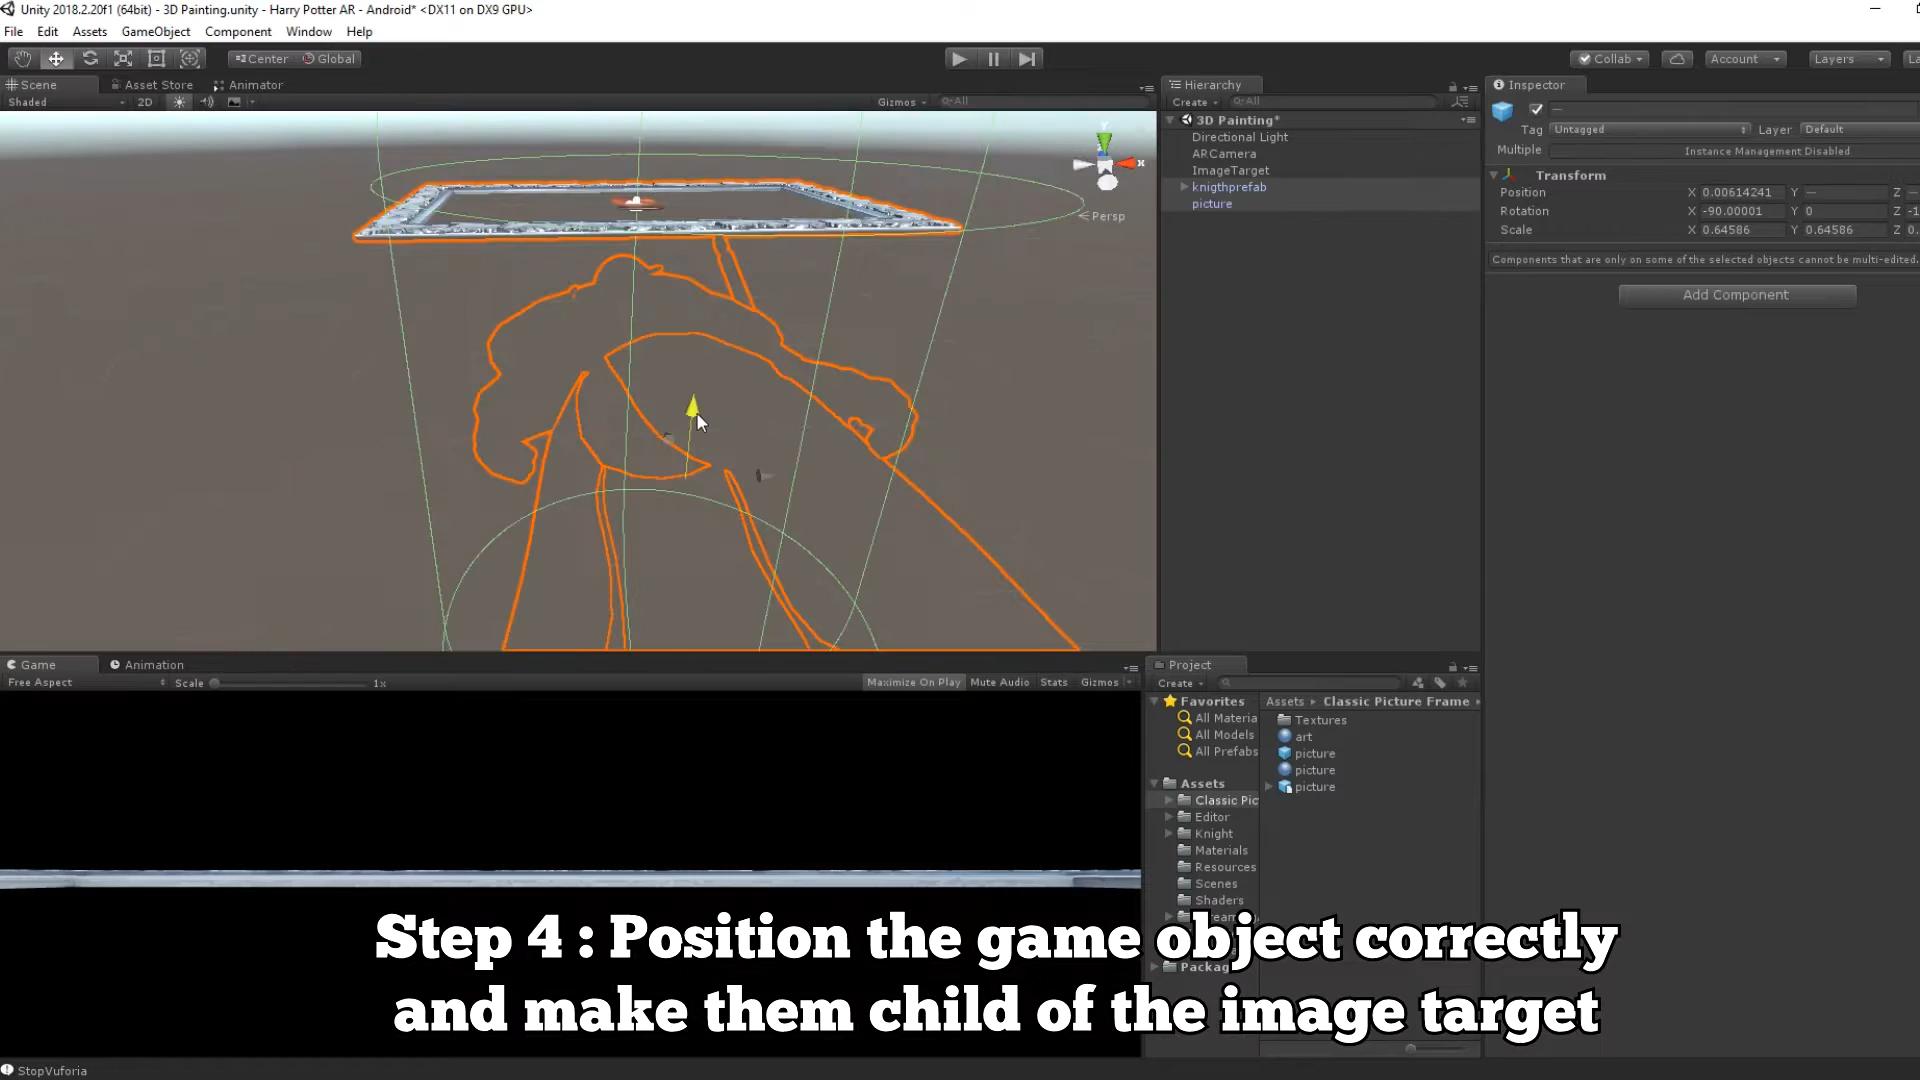 Unity 2018.2.20f1 (64bit) - 3D Painting.unity - Harry Potter AR - Android* <DX11 on DX9 GPU>
File Edit Assets GameObject Component Window Help
Center Global Collab Account Layers La
Scene Asset Store Animator
Shaded 2D Gizmos All
x
Persp
Hierarchy
Create All
3D Painting*
Directional Light
ARCamera
ImageTarget
knigthprefab
picture
Inspector
Tag Untagged Layer Default
Multiple Instance Management Disabled
Transform
Position X 0.00614241 Y — Z —
Rotation X -90.00001 Y 0 Z -1
Scale X 0.64586 Y 0.64586 Z 0.
Components that are only on some of the selected objects cannot be multi-edited.
Add Component
Game Animation
Free Aspect Scale 1x Maximize On Play Mute Audio Stats Gizmos
Project
Create
Favorites
All Materia
All Models
All Prefabs
Assets
Classic Pic
Editor
Knight
Materials
Resources
Scenes
Shaders
Packag
Assets Classic Picture Frame
Textures
art
picture
picture
picture
Step 4 : Position the game object correctly
and make them child of the image target
StopVuforia